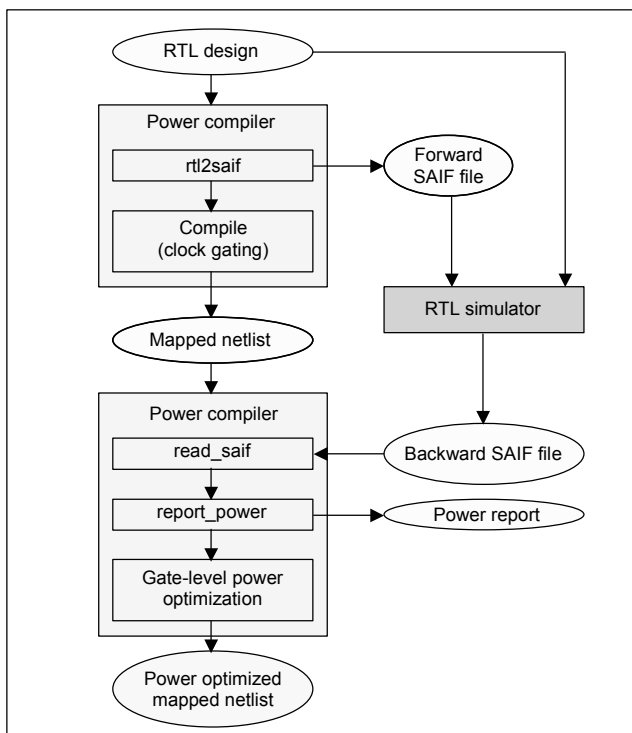 RTL design
Power compiler
rtl2saif
Forward
SAIF file
Compile
(clock gating)
RTL simulator
Mapped netlist
Power compiler
read_saif
Backward SAIF file
report_power
Power report
Gate-level power
optimization
Power optimized
mapped netlist